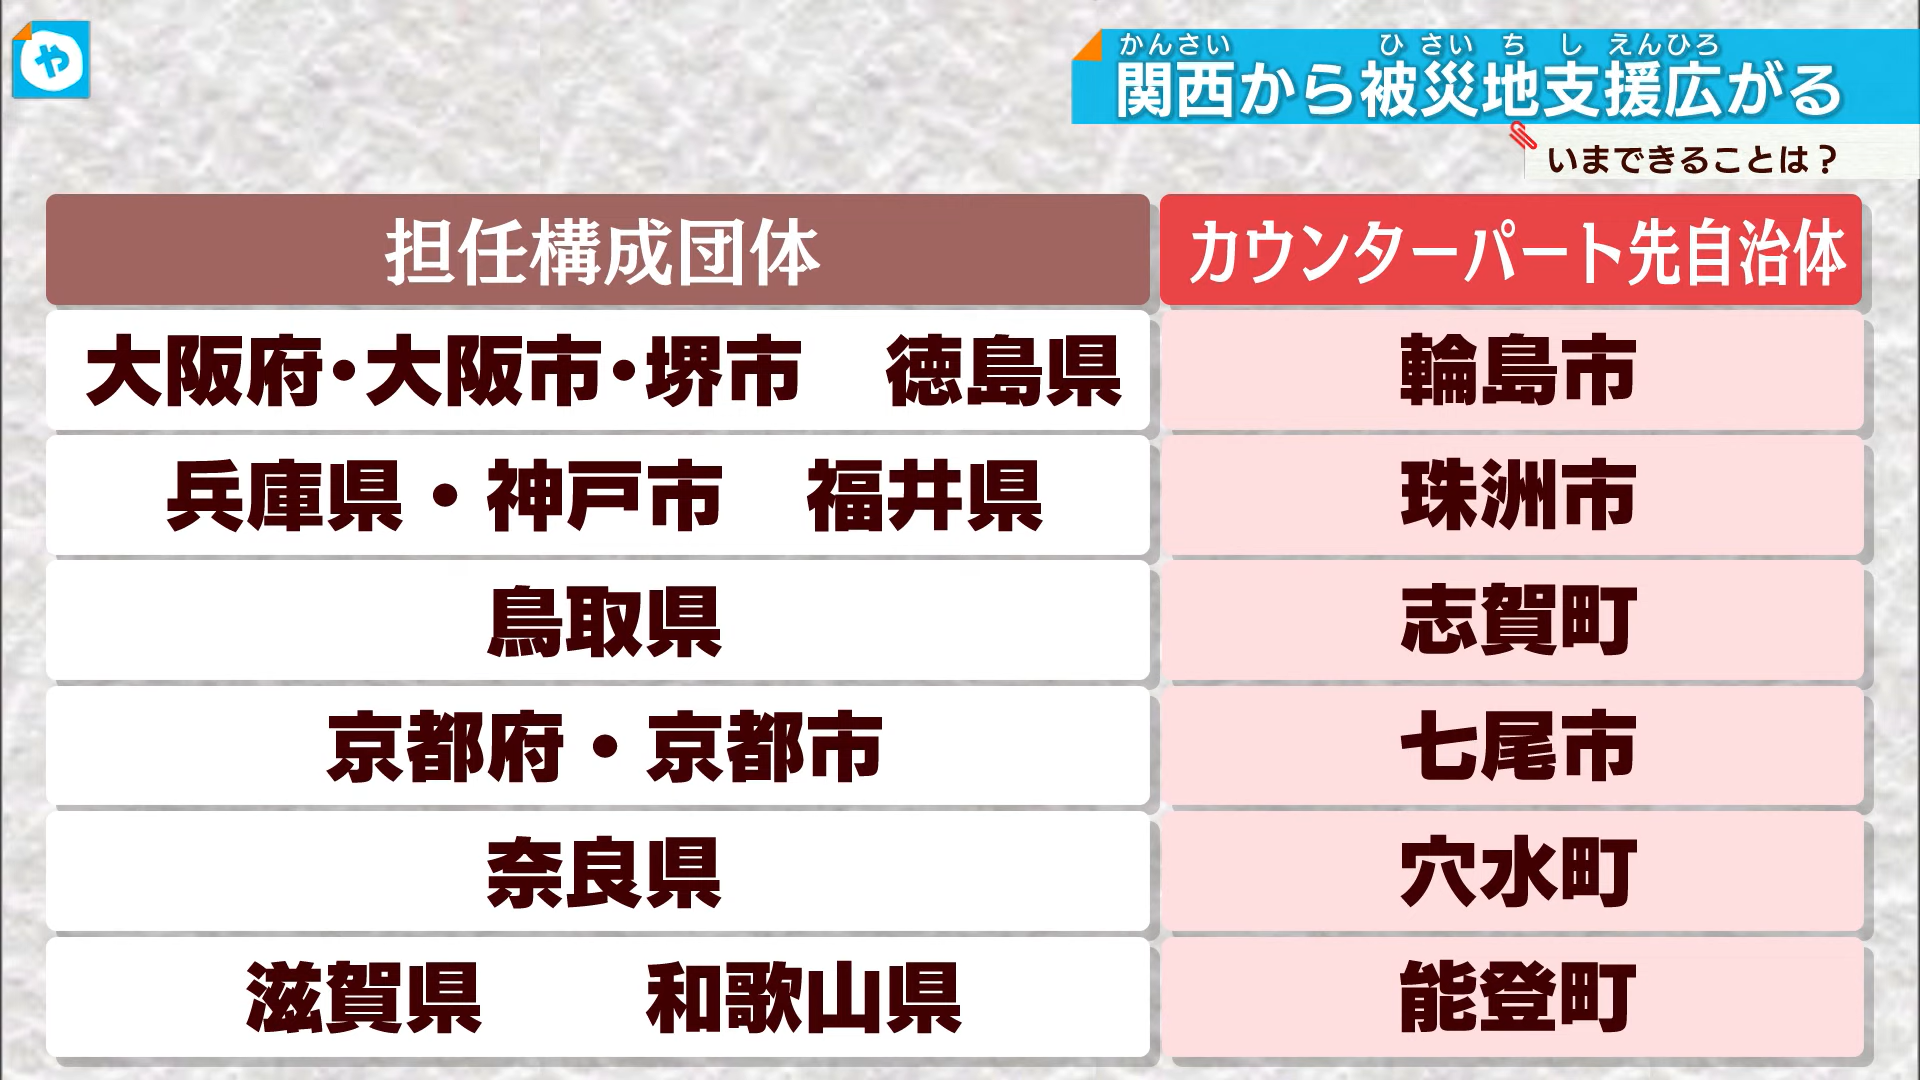 や
かんさい ひさいち しえんひろ
関西から被災地支援広がる
いまできることは？
担任構成団体 カウンターパート先自治体
大阪府・大阪市・堺市　徳島県 輪島市
兵庫県・神戸市　福井県 珠洲市
鳥取県 志賀町
京都府・京都市 七尾市
奈良県 穴水町
滋賀県　　和歌山県 能登町